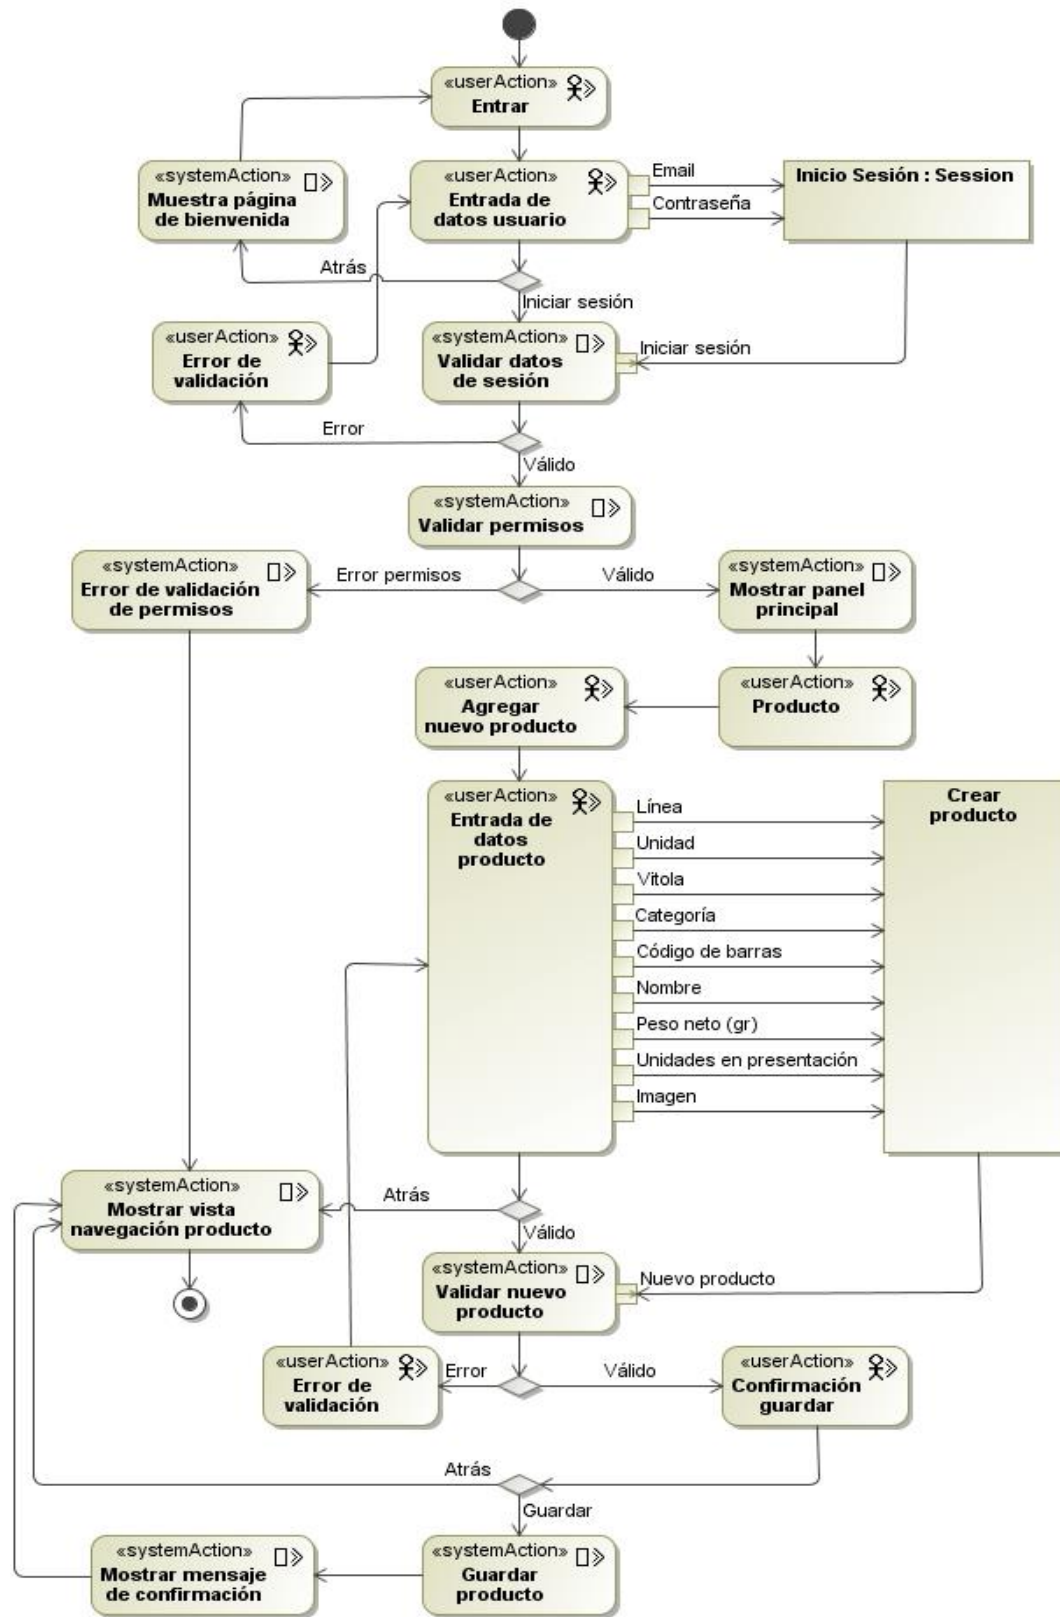 «userAction»
Entrar
«systemAction»
Muestra página
de bienvenida
«userAction»
Entrada de
datos usuario
Email
Contraseña
Inicio Sesión : Session
Atrás
Iniciar sesión
«userAction»
Error de
validación
«systemAction»
Validar datos
de sesión
Iniciar sesión
Error
Válido
«systemAction»
Validar permisos
«systemAction»
Error de validación
de permisos
Error permisos
Válido
«systemAction»
Mostrar panel
principal
«userAction»
Agregar
nuevo producto
«userAction»
Producto
«userAction»
Entrada de
datos
producto
Línea
Unidad
Vitola
Categoría
Código de barras
Nombre
Peso neto (gr)
Unidades en presentación
Imagen
Crear
producto
«systemAction»
Mostrar vista
navegación producto
Atrás
Válido
«systemAction»
Validar nuevo
producto
Nuevo producto
«userAction»
Error de
validación
Error
Válido
«userAction»
Confirmación
guardar
Atrás
Guardar
«systemAction»
Mostrar mensaje
de confirmación
«systemAction»
Guardar
producto